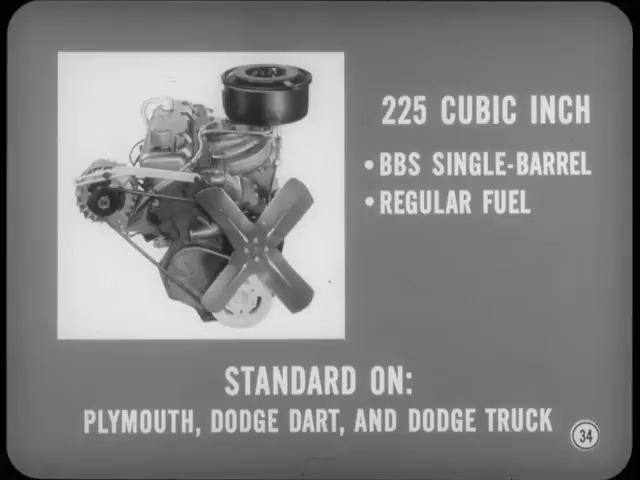 225 CUBIC INCH
• BBS SINGLE-BARREL
• REGULAR FUEL
STANDARD ON:
PLYMOUTH, DODGE DART, AND DODGE TRUCK
34